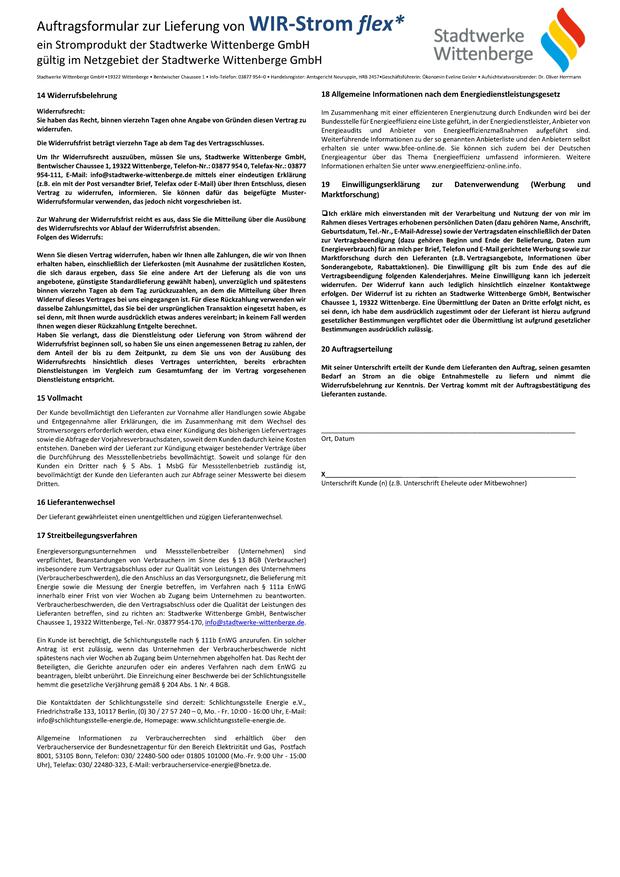 Auftragsformular zur Lieferung von WIR-Strom flex*
ein Stromprodukt der Stadtwerke Wittenberge GmbH
gültig im Netzgebiet der Stadtwerke Wittenberge GmbH
Stadtwerke
Wittenberge
Stadtwerke Wittenberge GmbH •19322 Wittenberge • Bentwischer Chaussee 1 • Info-Telefon: 03877 954–0 • Handelsregister: Amtsgericht Neuruppin, HRB 2457•Geschäftsführerin: Ökonomin Eveline Geisler • Aufsichtsratsvorsitzender: Dr. Oliver Herrmann
14 Widerrufsbelehrung
Widerrufsrecht:
Sie haben das Recht, binnen vierzehn Tagen ohne Angabe von Gründen diesen Vertrag zu
widerrufen.
Die Widerrufsfrist beträgt vierzehn Tage ab dem Tag des Vertragsschlusses.
Um Ihr Widerrufsrecht auszuüben, müssen Sie uns, Stadtwerke Wittenberge GmbH,
Bentwischer Chaussee 1, 19322 Wittenberge, Telefon-Nr.: 03877 954 0, Telefax-Nr.: 03877
954-111, E-Mail: info@stadtwerke-wittenberge.de mittels einer eindeutigen Erklärung
(z.B. ein mit der Post versandter Brief, Telefax oder E-Mail) über Ihren Entschluss, diesen
Vertrag zu widerrufen, informieren. Sie können dafür das beigefügte Muster-
Widerrufsformular verwenden, das jedoch nicht vorgeschrieben ist.
Zur Wahrung der Widerrufsfrist reicht es aus, dass Sie die Mitteilung über die Ausübung
des Widerrufsrechts vor Ablauf der Widerrufsfrist absenden.
Folgen des Widerrufs:
Wenn Sie diesen Vertrag widerrufen, haben wir Ihnen alle Zahlungen, die wir von Ihnen
erhalten haben, einschließlich der Lieferkosten (mit Ausnahme der zusätzlichen Kosten,
die sich daraus ergeben, dass Sie eine andere Art der Lieferung als die von uns
angebotene, günstigste Standardlieferung gewählt haben), unverzüglich und spätestens
binnen vierzehn Tagen ab dem Tag zurückzuzahlen, an dem die Mitteilung über Ihren
Widerruf dieses Vertrages bei uns eingegangen ist. Für diese Rückzahlung verwenden wir
dasselbe Zahlungsmittel, das Sie bei der ursprünglichen Transaktion eingesetzt haben, es
sei denn, mit Ihnen wurde ausdrücklich etwas anderes vereinbart; in keinem Fall werden
Ihnen wegen dieser Rückzahlung Entgelte berechnet.
Haben Sie verlangt, dass die Dienstleistung oder Lieferung von Strom während der
Widerrufsfrist beginnen soll, so haben Sie uns einen angemessenen Betrag zu zahlen, der
dem Anteil der bis zu dem Zeitpunkt, zu dem Sie uns von der Ausübung des
Widerrufsrechts hinsichtlich dieses Vertrages unterrichten, bereits erbrachten
Dienstleistungen im Vergleich zum Gesamtumfang der im Vertrag vorgesehenen
Dienstleistung entspricht.
15 Vollmacht
Der Kunde bevollmächtigt den Lieferanten zur Vornahme aller Handlungen sowie Abgabe
und Entgegennahme aller Erklärungen, die im Zusammenhang mit dem Wechsel des
Stromversorgers erforderlich werden, etwa einer Kündigung des bisherigen Liefervertrages
sowie die Abfrage der Vorjahresverbrauchsdaten, soweit dem Kunden dadurch keine Kosten
entstehen. Daneben wird der Lieferant zur Kündigung etwaiger bestehender Verträge über
die Durchführung des Messstellenbetriebs bevollmächtigt. Soweit und solange für den
Kunden ein Dritter nach § 5 Abs. 1 MsbG für Messstellenbetrieb zuständig ist,
bevollmächtigt der Kunde den Lieferanten auch zur Abfrage seiner Messwerte bei diesem
Dritten.
16 Lieferantenwechsel
Der Lieferant gewährleistet einen unentgeltlichen und zügigen Lieferantenwechsel.
17 Streitbeilegungsverfahren
Energieversorgungsunternehmen und Messstellenbetreiber (Unternehmen) sind
verpflichtet, Beanstandungen von Verbrauchern im Sinne des § 13 BGB (Verbraucher)
insbesondere zum Vertragsabschluss oder zur Qualität von Leistungen des Unternehmens
(Verbraucherbeschwerden), die den Anschluss an das Versorgungsnetz, die Belieferung mit
Energie sowie die Messung der Energie betreffen, im Verfahren nach § 111a EnWG
innerhalb einer Frist von vier Wochen ab Zugang beim Unternehmen zu beantworten.
Verbraucherbeschwerden, die den Vertragsabschluss oder die Qualität der Leistungen des
Lieferanten betreffen, sind zu richten an: Stadtwerke Wittenberge GmbH, Bentwischer
Chaussee 1, 19322 Wittenberge, Tel.-Nr. 03877 954-170, info@stadtwerke-wittenberge.de.
Ein Kunde ist berechtigt, die Schlichtungsstelle nach § 111b EnWG anzurufen. Ein solcher
Antrag ist erst zulässig, wenn das Unternehmen der Verbraucherbeschwerde nicht
spätestens nach vier Wochen ab Zugang beim Unternehmen abgeholfen hat. Das Recht der
Beteiligten, die Gerichte anzurufen oder ein anderes Verfahren nach dem EnWG zu
beantragen, bleibt unberührt. Die Einreichung einer Beschwerde bei der Schlichtungsstelle
hemmt die gesetzliche Verjährung gemäß § 204 Abs. 1 Nr. 4 BGB.
Die Kontaktdaten der Schlichtungsstelle sind derzeit: Schlichtungsstelle Energie e.V.,
Friedrichstraße 133, 10117 Berlin, (0) 30 / 27 57 240 – 0, Mo. - Fr. 10:00 - 16:00 Uhr, E-Mail:
info@schlichtungsstelle-energie.de, Homepage: www.schlichtungsstelle-energie.de.
Allgemeine Informationen zu Verbraucherrechten sind erhältlich über den
Verbraucherservice der Bundesnetzagentur für den Bereich Elektrizität und Gas, Postfach
8001, 53105 Bonn, Telefon: 030/ 22480-500 oder 01805 101000 (Mo.-Fr. 9:00 Uhr - 15:00
Uhr), Telefax: 030/ 22480-323, E-Mail: verbraucherservice-energie@bnetza.de.
18 Allgemeine Informationen nach dem Energiedienstleistungsgesetz
Im Zusammenhang mit einer effizienteren Energienutzung durch Endkunden wird bei der
Bundesstelle für Energieeffizienz eine Liste geführt, in der Energiedienstleister, Anbieter von
Energieaudits und Anbieter von Energieeffizienzmaßnahmen aufgeführt sind.
Weiterführende Informationen zu der so genannten Anbieterliste und den Anbietern selbst
erhalten sie unter www.bfee-online.de. Sie können sich zudem bei der Deutschen
Energieagentur über das Thema Energieeffizienz umfassend informieren. Weitere
Informationen erhalten Sie unter www.energieeffizienz-online.info.
19 Einwilligungserklärung zur Datenverwendung (Werbung und
Marktforschung)
❑Ich erkläre mich einverstanden mit der Verarbeitung und Nutzung der von mir im
Rahmen dieses Vertrages erhobenen persönlichen Daten (dazu gehören Name, Anschrift,
Geburtsdatum, Tel.-Nr., E-Mail-Adresse) sowie der Vertragsdaten einschließlich der Daten
zur Vertragsbeendigung (dazu gehören Beginn und Ende der Belieferung, Daten zum
Energieverbrauch) für an mich per Brief, Telefon und E-Mail gerichtete Werbung sowie zur
Marktforschung durch den Lieferanten (z.B. Vertragsangebote, Informationen über
Sonderangebote, Rabattaktionen). Die Einwilligung gilt bis zum Ende des auf die
Vertragsbeendigung folgenden Kalenderjahres. Meine Einwilligung kann ich jederzeit
widerrufen. Der Widerruf kann auch lediglich hinsichtlich einzelner Kontaktwege
erfolgen. Der Widerruf ist zu richten an Stadtwerke Wittenberge GmbH, Bentwischer
Chaussee 1, 19322 Wittenberge. Eine Übermittlung der Daten an Dritte erfolgt nicht, es
sei denn, ich habe dem ausdrücklich zugestimmt oder der Lieferant ist hierzu aufgrund
gesetzlicher Bestimmungen verpflichtet oder die Übermittlung ist aufgrund gesetzlicher
Bestimmungen ausdrücklich zulässig.
20 Auftragserteilung
Mit seiner Unterschrift erteilt der Kunde dem Lieferanten den Auftrag, seinen gesamten
Bedarf an Strom an die obige Entnahmestelle zu liefern und nimmt die
Widerrufsbelehrung zur Kenntnis. Der Vertrag kommt mit der Auftragsbestätigung des
Lieferanten zustande.
Ort, Datum
X
Unterschrift Kunde (n) (z.B. Unterschrift Eheleute oder Mitbewohner)